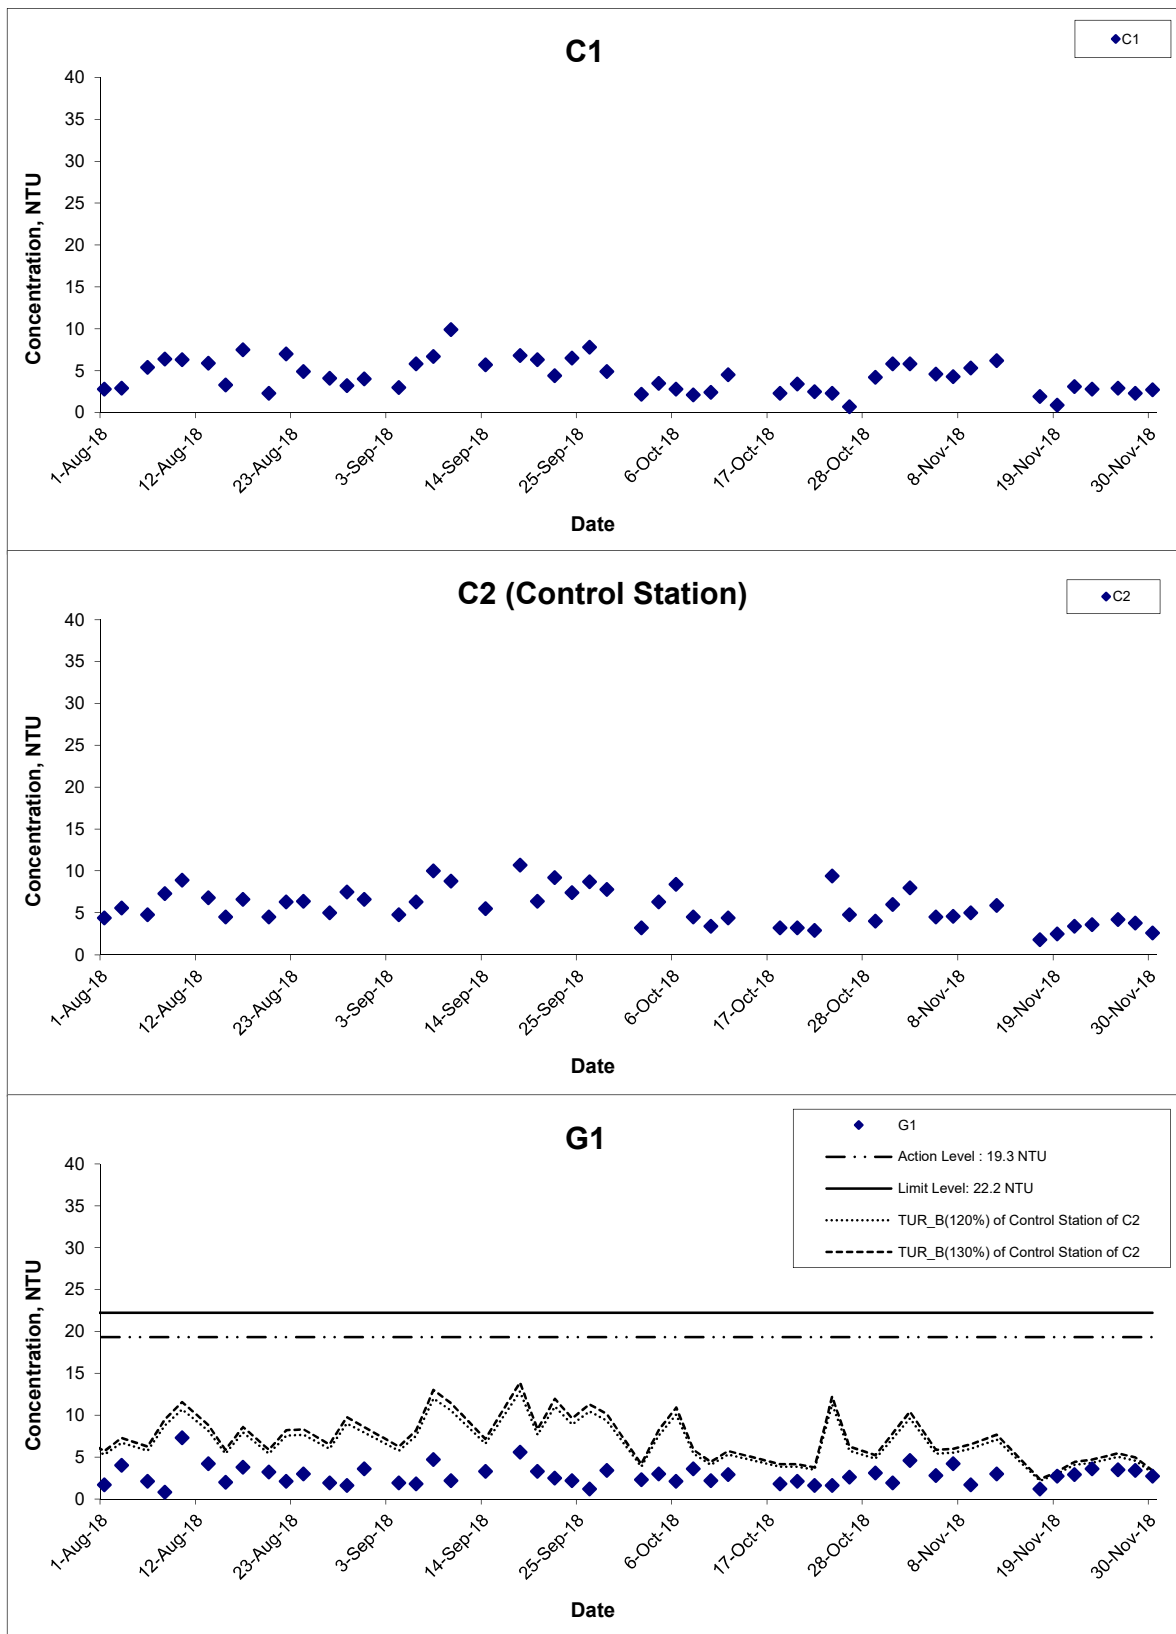 C1
C1
40
35
30
25
20
15
10
5
0
Concentration, NTU
1-Aug-18
12-Aug-18
23-Aug-18
3-Sep-18
14-Sep-18
25-Sep-18
6-Oct-18
17-Oct-18
28-Oct-18
8-Nov-18
19-Nov-18
30-Nov-18
Date
C2 (Control Station)
C2
40
35
30
25
20
15
10
5
0
Concentration, NTU
1-Aug-18
12-Aug-18
23-Aug-18
3-Sep-18
14-Sep-18
25-Sep-18
6-Oct-18
17-Oct-18
28-Oct-18
8-Nov-18
19-Nov-18
30-Nov-18
Date
G1
G1
Action Level : 19.3 NTU
Limit Level: 22.2 NTU
TUR_B(120%) of Control Station of C2
TUR_B(130%) of Control Station of C2
40
35
30
25
20
15
10
5
0
Concentration, NTU
1-Aug-18
12-Aug-18
23-Aug-18
3-Sep-18
14-Sep-18
25-Sep-18
6-Oct-18
17-Oct-18
28-Oct-18
8-Nov-18
19-Nov-18
30-Nov-18
Date